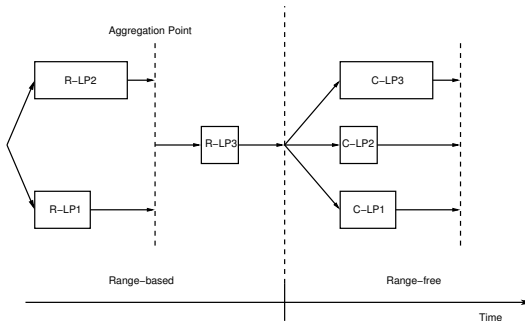 Aggregation Point
R-LP2
C-LP3
R-LP3
C-LP2
R-LP1
C-LP1
Range-based
Range-free
Time